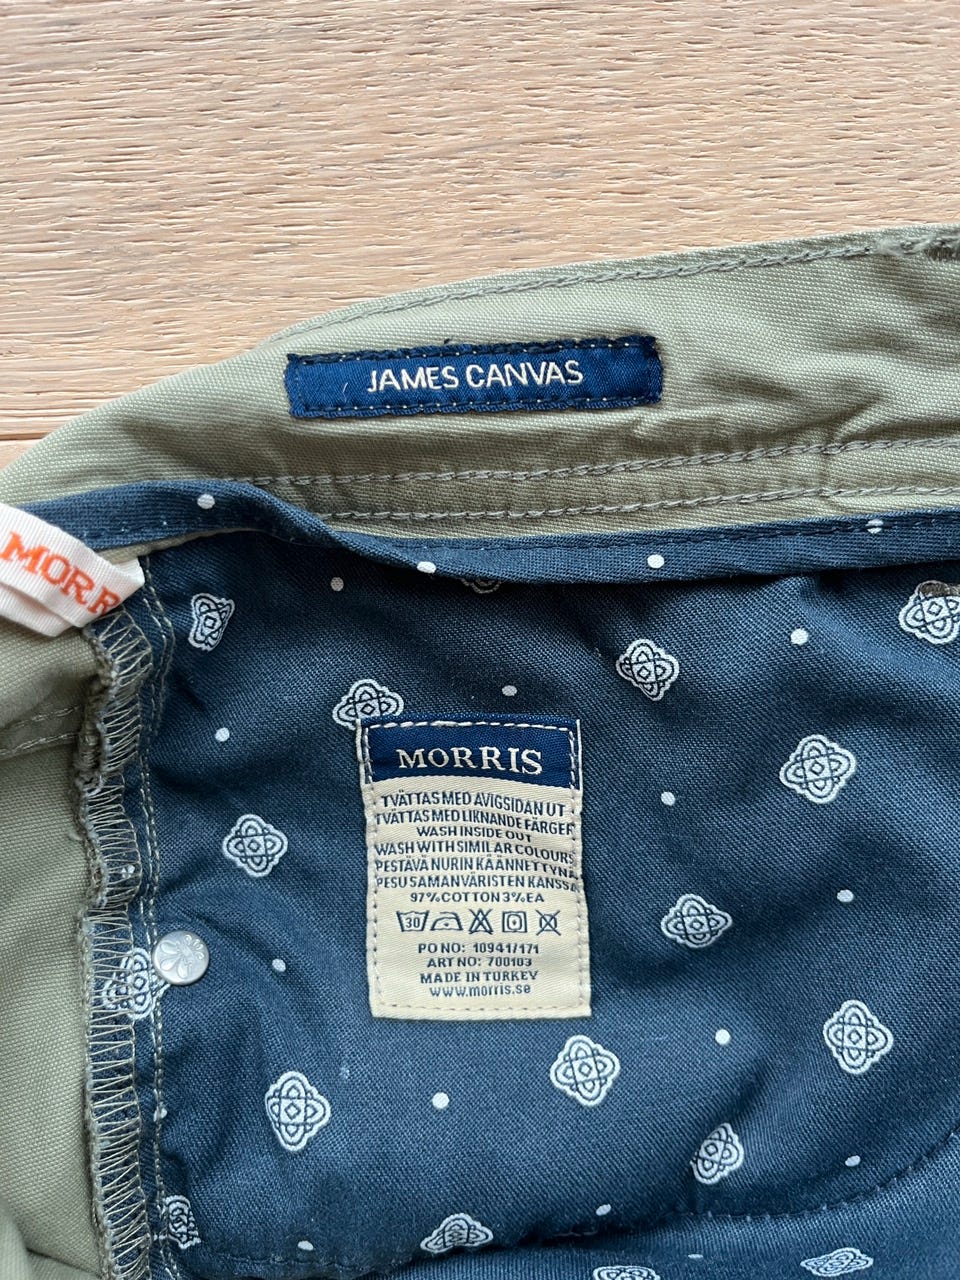 JAMES CANVAS
MORR
MORRIS
TVÄTTAS MED AVIGSIDAN UT
TVÄTTAS MED LIKNANDE FÄRGER
WASH INSIDE OUT
WASH WITH SIMILAR COLOURS
PESTÄVÄ NURIN KÄÄNNETTYNÄ
PESU SAMANVÄRISTEN KANSSA
97% COTTON 3% EA
30
PO NO: 10941/171
ART NO: 700103
MADE IN TURKEY
www.morris.se